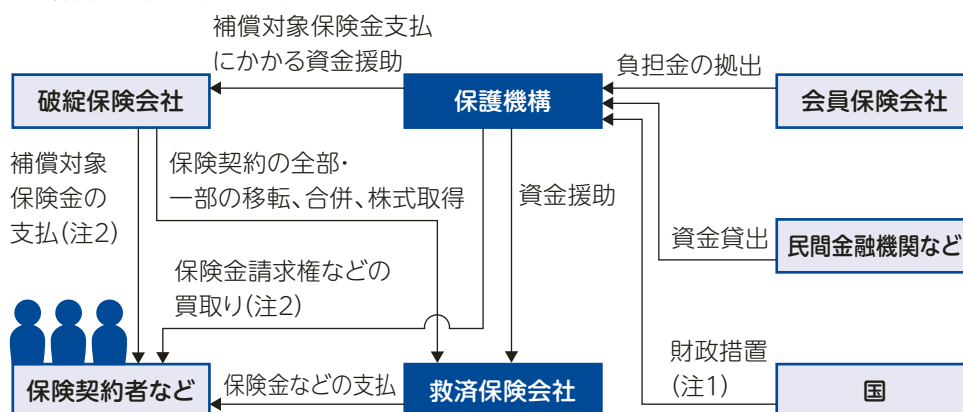 補償対象保険金支払
にかかる資金援助
負担金の拠出
破綻保険会社
保護機構
会員保険会社
補償対象
保険金の
支払(注2)
保険契約の全部・
一部の移転、合併、株式取得
資金援助
資金貸出
民間金融機関など
保険金請求権などの
買取り(注2)
財政措置
(注1)
保険契約者など
保険金などの支払
救済保険会社
国